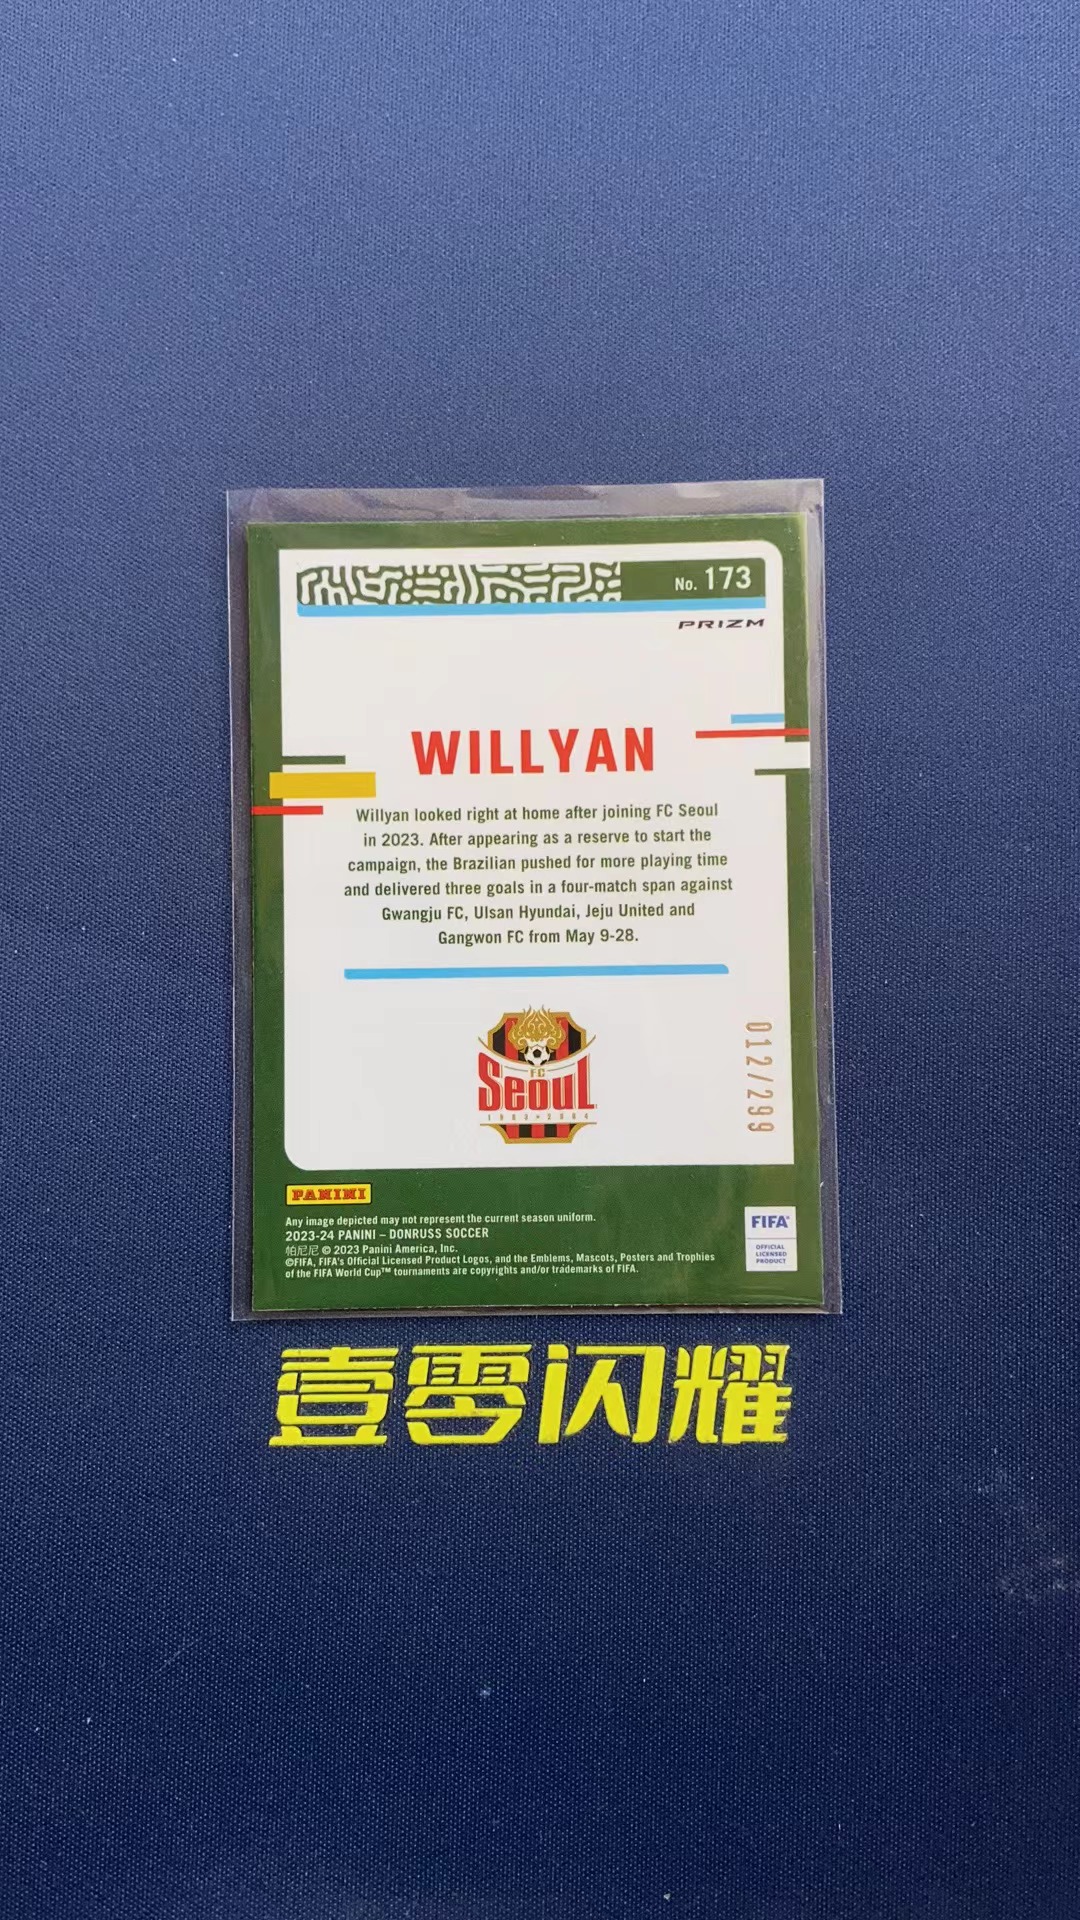 No. 173
PRIZM
WILLYAN
Willyan looked right at home after joining FC Seoul
in 2023. After appearing as a reserve to start the
campaign, the Brazilian pushed for more playing time
and delivered three goals in a four-match span against
Gwangju FC, Ulsan Hyundai, Jeju United and
Gangwon FC from May 9-28.
012/299
FC
Seoul
PANINI
Any image depicted may not represent the current season uniform.
2023-24 PANINI – DONRUSS SOCCER
帕尼尼 © 2023 Panini America, Inc.
©FIFA, FIFA's Official Licensed Product Logos, and the Emblems, Mascots, Posters and Trophies
of the FIFA World Cup™ tournaments are copyrights and/or trademarks of FIFA.
FIFA®
OFFICIAL
LICENSED
PRODUCT
壹零闪耀